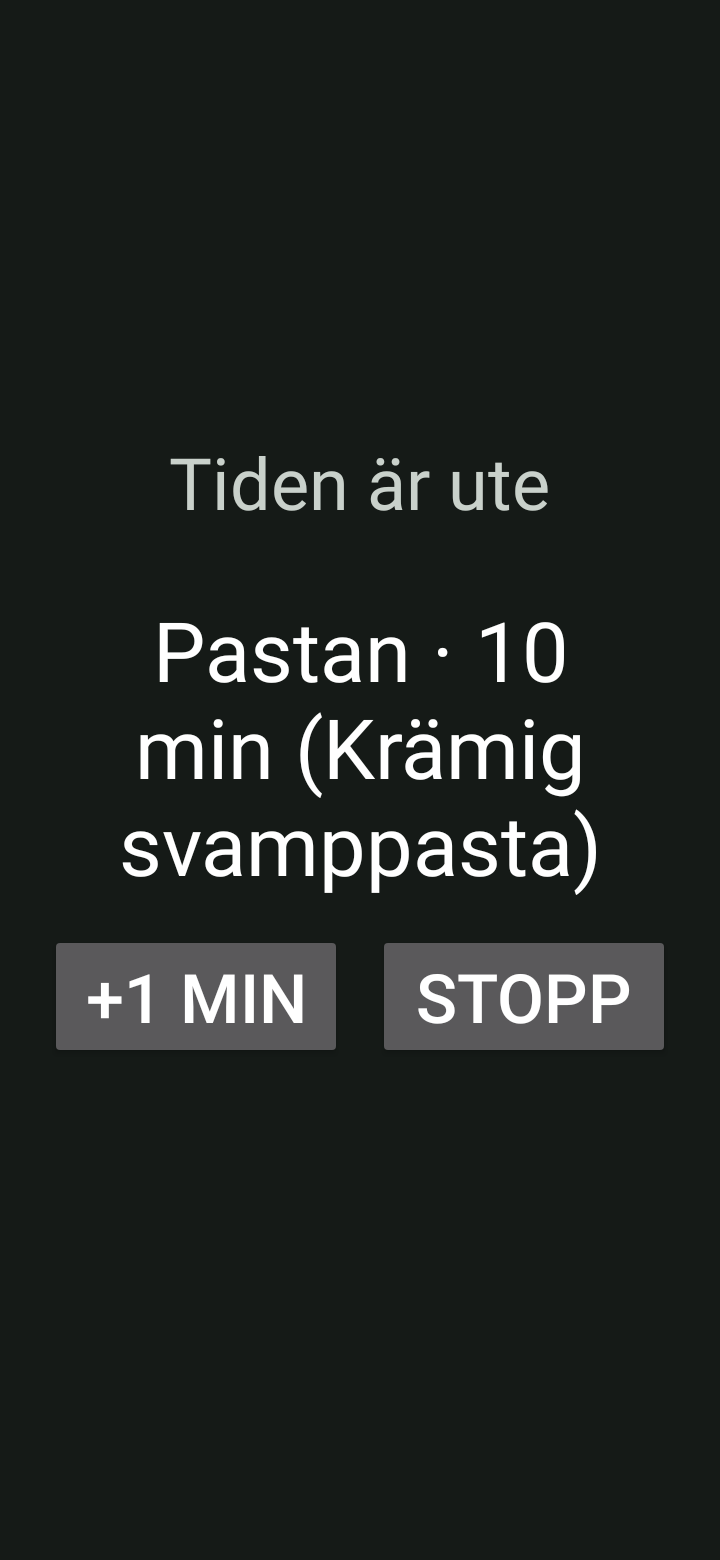 Tiden är ute
Pastan · 10
min (Krämig
svamppasta)
+1 MIN
STOPP